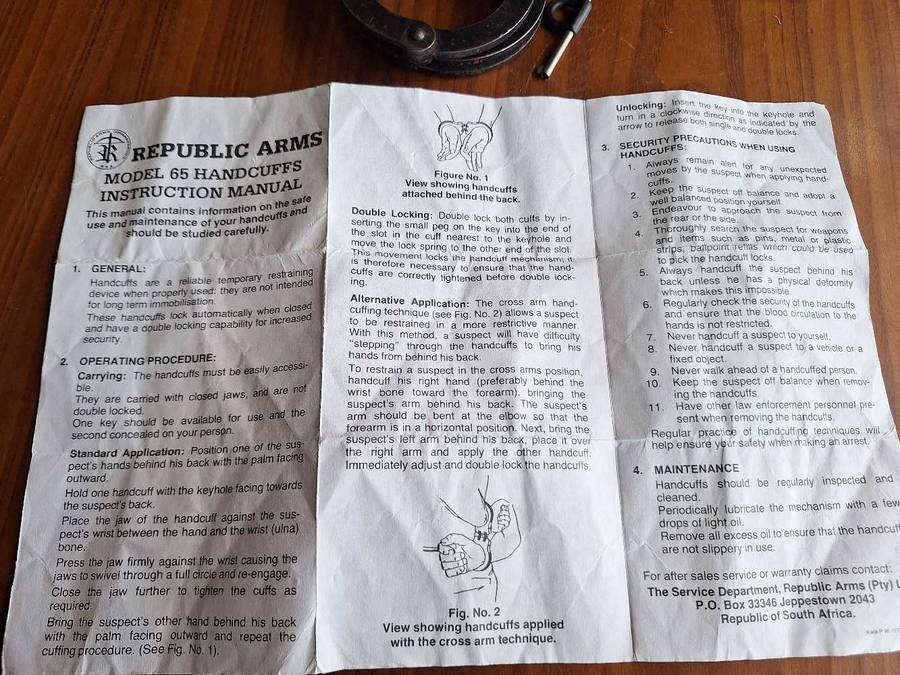 REPUBLIC ARMS
MODEL 65 HANDCUFFS
INSTRUCTION MANUAL
This manual contains information on the safe
use and maintenance of your handcuffs and
should be studied carefully.
1. GENERAL:
Handcuffs are a reliable temporary restraining
device when properly used: they are not intended
for long term immobilisation.
These handcuffs lock automatically when closed
and have a double locking capability for increased
security.
2. OPERATING PROCEDURE:
Carrying: The handcuffs must be easily accessi-
ble.
They are carried with closed jaws, and are not
double locked.
One key should be available for use and the
second concealed on your person.
Standard Application: Position one of the sus-
pect's hands behind his back with the palm facing
outward.
Hold one handcuff with the keyhole facing towards
the suspect's back.
Place the jaw of the handcuff against the sus-
pect's wrist between the hand and the wrist (ulna)
bone.
Press the jaw firmly against the wrist causing the
jaws to swivel through a full circle and re-engage.
Close the jaw further to tighten the cuffs as
required.
Bring the suspect's other hand behind his back
with the palm facing outward and repeat the
cuffing procedure. (See Fig. No. 1).
Figure No. 1
View showing handcuffs
attached behind the back.
Double Locking: Double lock both cuffs by in-
serting the small peg on the key into the end of
the slot in the cuff nearest to the keyhole and
move the lock spring to the other end of the slot.
This movement locks the handcuff mechanism; it
is therefore necessary to ensure that the hand-
cuffs are correctly tightened before double lock-
ing.
Alternative Application: The cross arm hand-
cuffing technique (see Fig. No. 2) allows a suspect
to be restrained in a more restrictive manner.
With this method, a suspect will have difficulty
"stepping" through the handcuffs to bring his
hands from behind his back.
To restrain a suspect in the cross arms position,
handcuff his right hand (preferably behind the
wrist bone toward the forearm), bringing the
suspect's arm behind his back. The suspect's
arm should be bent at the elbow so that the
forearm is in a horizontal position. Next, bring the
suspect's left arm behind his back, place it over
the right arm and apply the other handcuff.
Immediately adjust and double lock the handcuffs.
Fig. No. 2
View showing handcuffs applied
with the cross arm technique.
Unlocking: Insert the key into the keyhole and
turn in a clockwise direction as indicated by the
arrow to release both single and double locks.
3. SECURITY PRECAUTIONS WHEN USING
HANDCUFFS:
1. Always remain alert for any unexpected
moves by the suspect when applying hand-
cuffs.
2. Keep the suspect off balance and adopt a
well balanced position yourself.
3. Endeavour to approach the suspect from
the rear or the side.
4. Thoroughly search the suspect for weapons
and items such as pins, metal or plastic
strips, ballpoint refills which could be used
to pick the handcuff locks.
5. Always handcuff the suspect behind his
back unless he has a physical deformity
which makes this impossible.
6. Regularly check the security of the handcuffs
and ensure that the blood circulation to the
hands is not restricted.
7. Never handcuff a suspect to yourself.
8. Never handcuff a suspect to a vehicle or a
fixed object.
9. Never walk ahead of a handcuffed person.
10. Keep the suspect off balance when remov-
ing the handcuffs.
11. Have other law enforcement personnel pre-
sent when removing the handcuffs.
Regular practice of handcuffing techniques will
help ensure your safety when making an arrest.
4. MAINTENANCE
Handcuffs should be regularly inspected and
cleaned.
Periodically lubricate the mechanism with a few
drops of light oil.
Remove all excess oil to ensure that the handcuff
are not slippery in use.
For after sales service or warranty claims contact:
The Service Department, Republic Arms (Pty) L
P.O. Box 33346 Jeppestown 2043
Republic of South Africa.